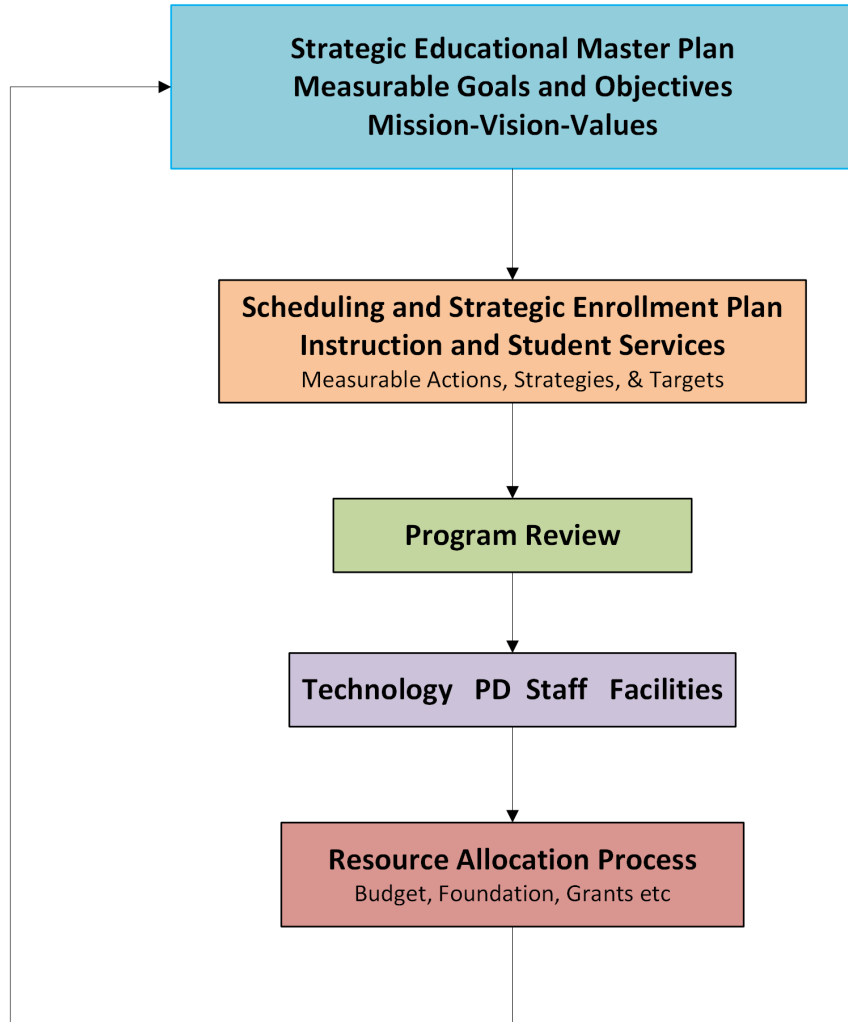 Strategic Educational Master Plan
Measurable Goals and Objectives
Mission-Vision-Values
Scheduling and Strategic Enrollment Plan
Instruction and Student Services
Measurable Actions, Strategies, & Targets
Program Review
Technology PD Staff Facilities
Resource Allocation Process
Budget, Foundation, Grants etc